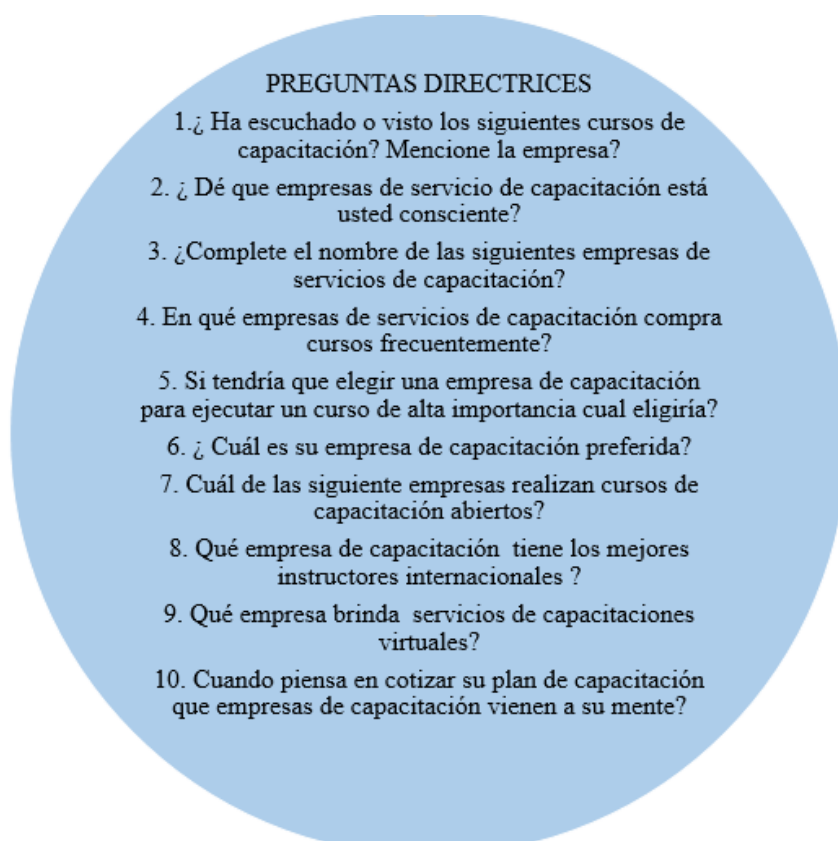 PREGUNTAS DIRECTRICES
1.¿ Ha escuchado o visto los siguientes cursos de
capacitación? Mencione la empresa?
2. ¿ Dé que empresas de servicio de capacitación está
usted consciente?
3. ¿Complete el nombre de las siguientes empresas de
servicios de capacitación?
4. En qué empresas de servicios de capacitación compra
cursos frecuentemente?
5. Si tendría que elegir una empresa de capacitación
para ejecutar un curso de alta importancia cual eligiría?
6. ¿ Cuál es su empresa de capacitación preferida?
7. Cuál de las siguiente empresas realizan cursos de
capacitación abiertos?
8. Qué empresa de capacitación  tiene los mejores
instructores internacionales ?
9. Qué empresa brinda  servicios de capacitaciones
virtuales?
10. Cuando piensa en cotizar su plan de capacitación
que empresas de capacitación vienen a su mente?